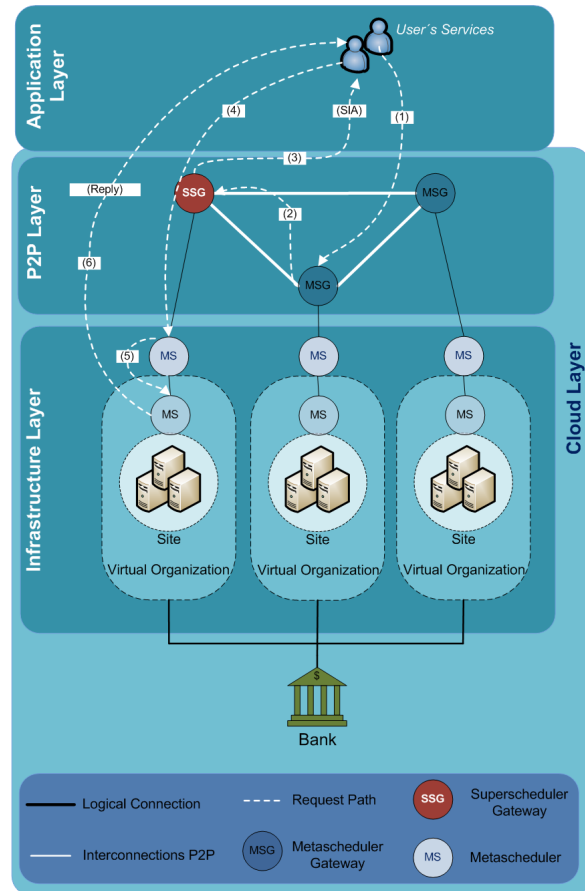 Application
Layer
User´s Services
(4)
(SIA)
(1)
(3)
P2P Layer
(Reply)
SSG
(2)
MSG
(6)
MSG
Cloud Layer
Infrastructure Layer
MS
MS
MS
(5)
MS
MS
MS
Site
Site
Site
Virtual Organization
Virtual Organization
Virtual Organization
$
Bank
Logical Connection
Request Path
SSG
Superscheduler
Gateway
Interconnections P2P
MSG
Metascheduler
Gateway
MS
Metascheduler